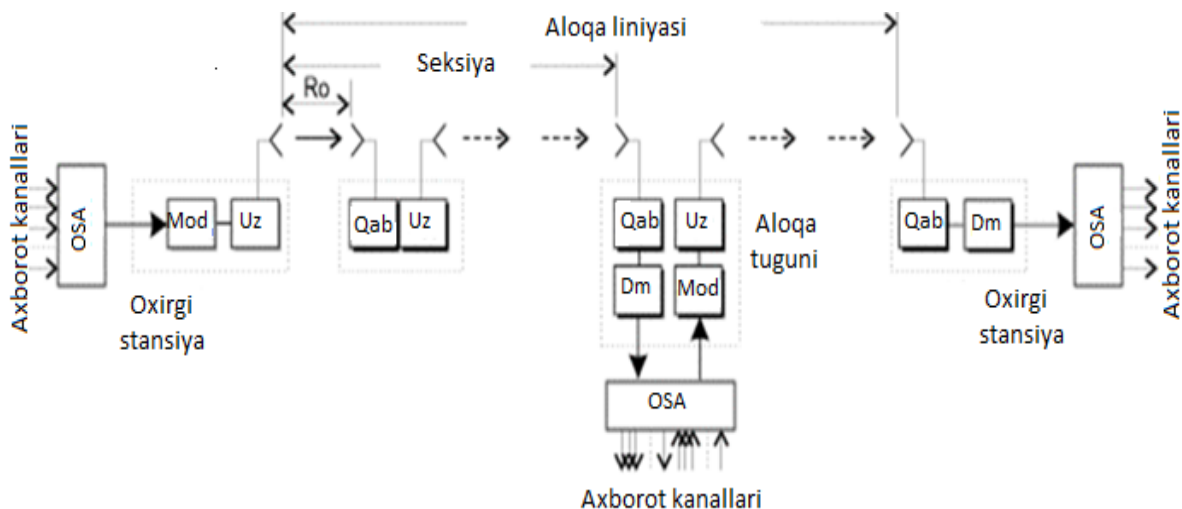 Aloqa liniyasi
Seksiya
Ro
Axborot kanallari
OSA
Mod
Uz
Oxirgi
stansiya
Qab
Uz
Qab
Uz
Dm
Mod
Aloqa
tuguni
OSA
Axborot kanallari
Qab
Dm
Oxirgi
stansiya
OSA
Axborot kanallari